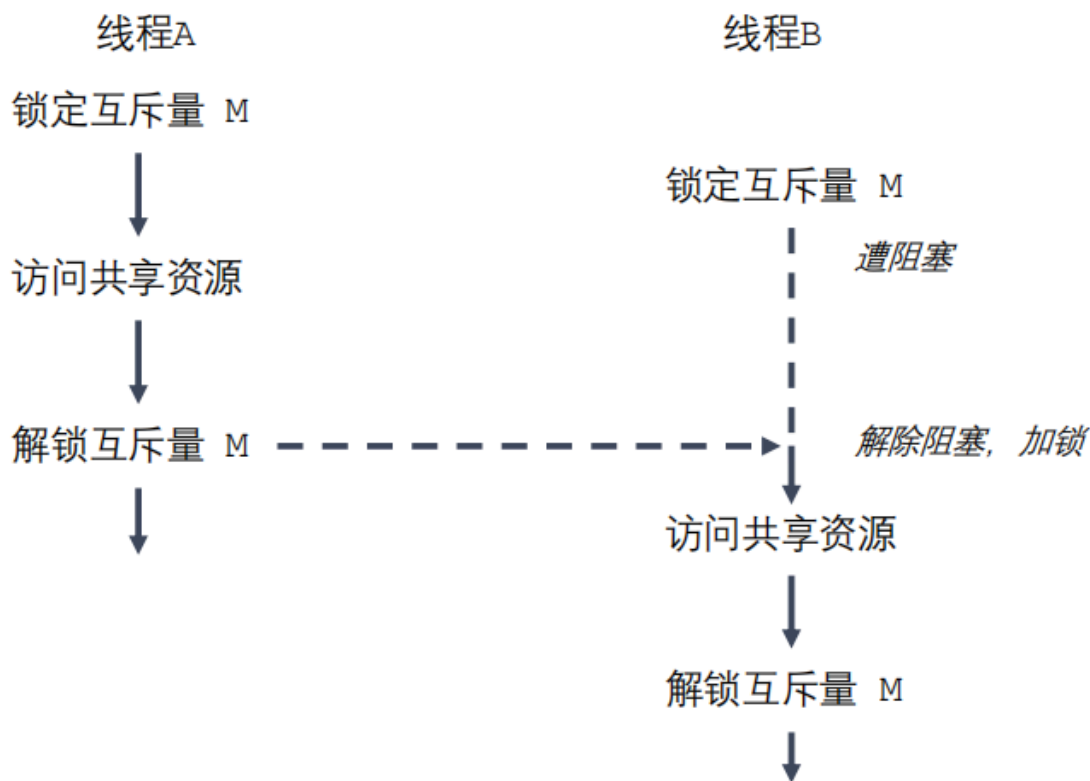 线程A
线程B
锁定互斥量 M
锁定互斥量 M
遭阻塞
访问共享资源
解锁互斥量 M
解除阻塞, 加锁
访问共享资源
解锁互斥量 M